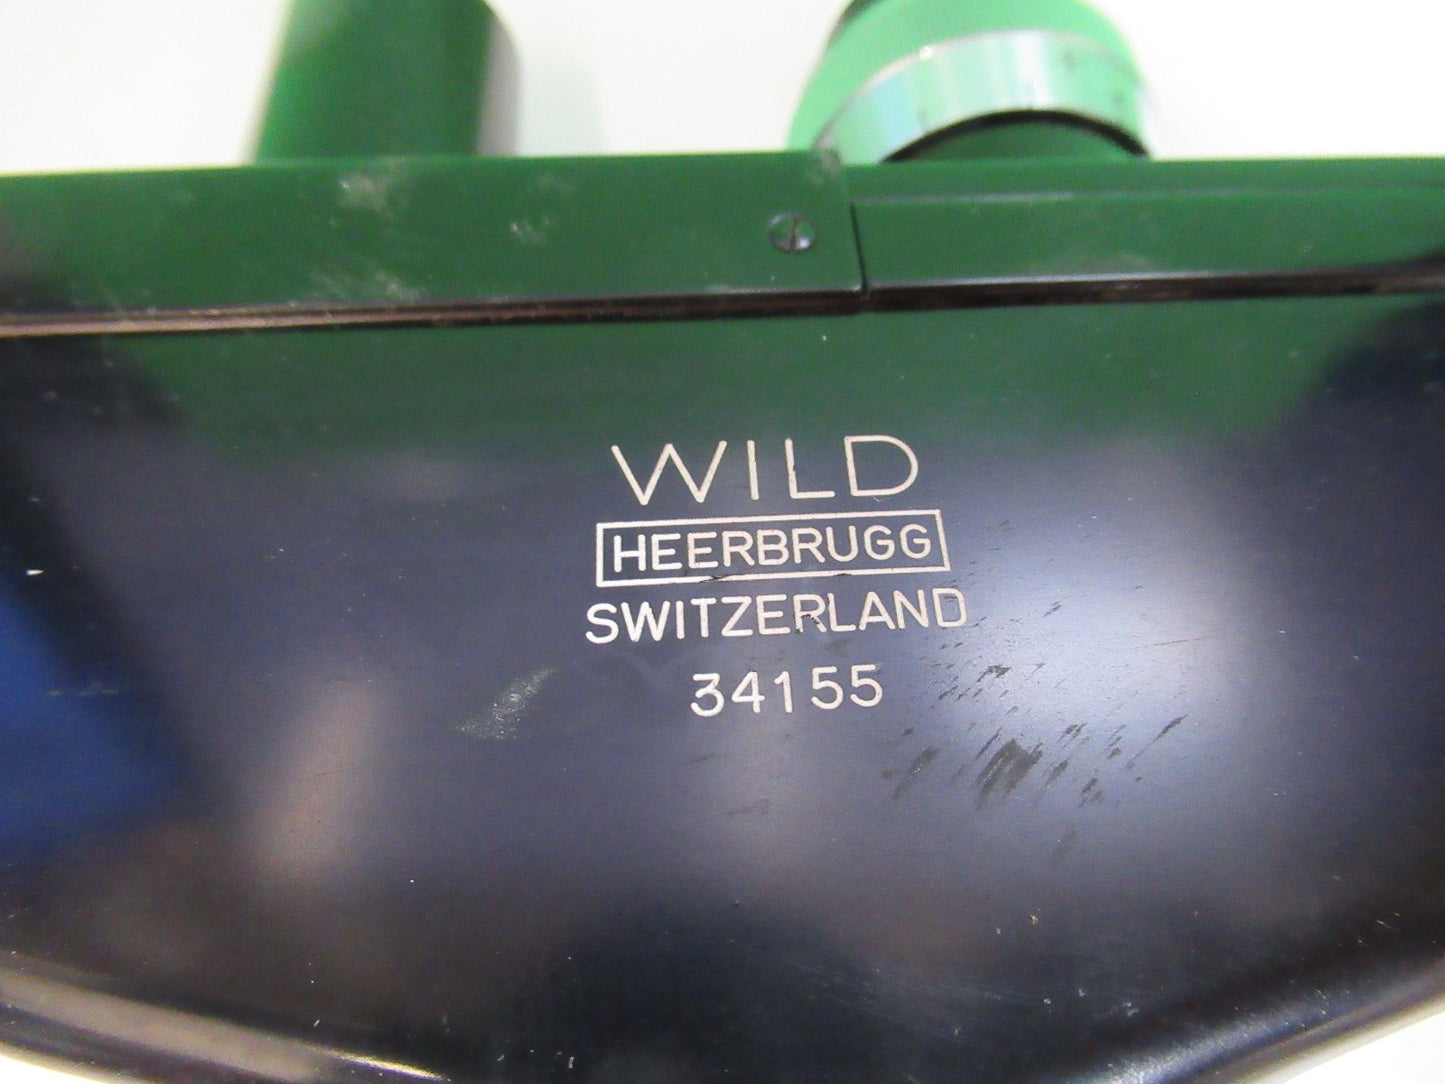 WILD
HEERBRUGG
SWITZERLAND
34155